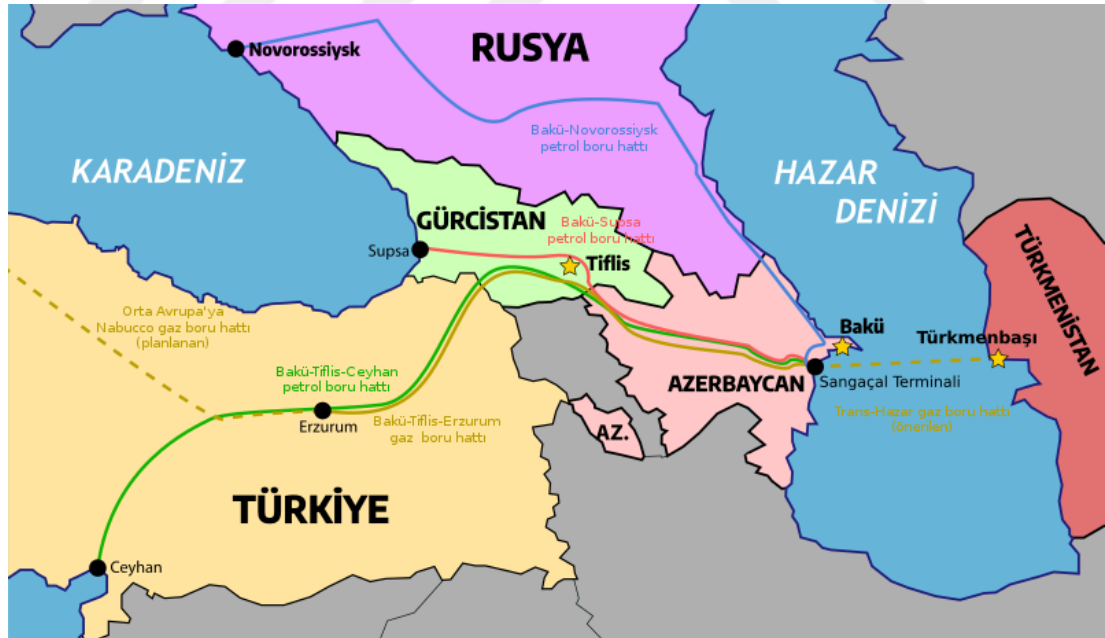 RUSYA
Novorossiysk
Bakü-Novorossiysk
petrol boru hattı
KARADENİZ
HAZAR
DENİZİ
GÜRCİSTAN
Bakü-Supsa
petrol boru hattı
Supsa
Tiflis
TÜRKMENİSTAN
Orta Avrupa'ya
Nabucco gaz boru hattı
(planlanan)
Bakü
Türkmenbaşı
Bakü-Tiflis-Ceyhan
petrol boru hattı
AZERBAYCAN
Sangaçal Terminali
Erzurum
Bakü-Tiflis-Erzurum
gaz boru hattı
AZ.
Trans-Hazar gaz boru hattı
(önerilen)
TÜRKİYE
Ceyhan